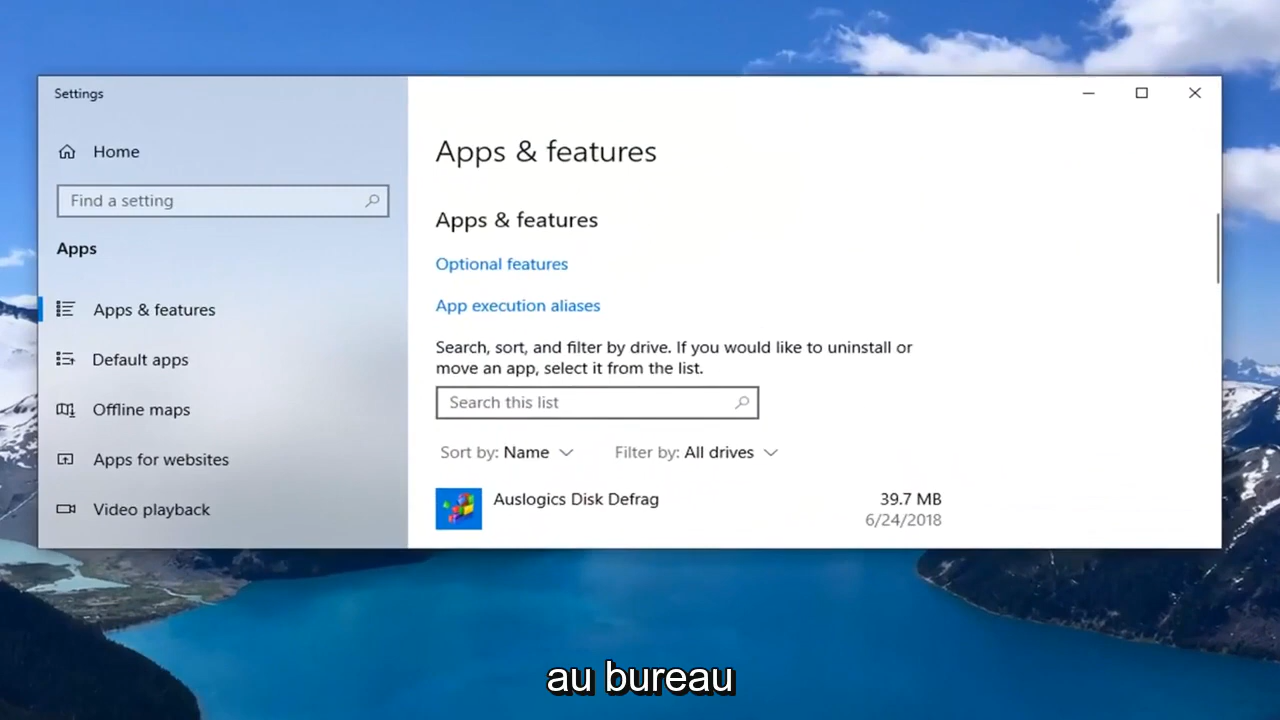 Settings
Home
Find a setting
Apps
Apps & features
Default apps
Offline maps
Apps for websites
Video playback
Apps & features
Apps & features
Optional features
App execution aliases
Search, sort, and filter by drive. If you would like to uninstall or
move an app, select it from the list.
Search this list
Sort by: Name Filter by: All drives
Auslogics Disk Defrag 39.7 MB
6/24/2018
au bureau